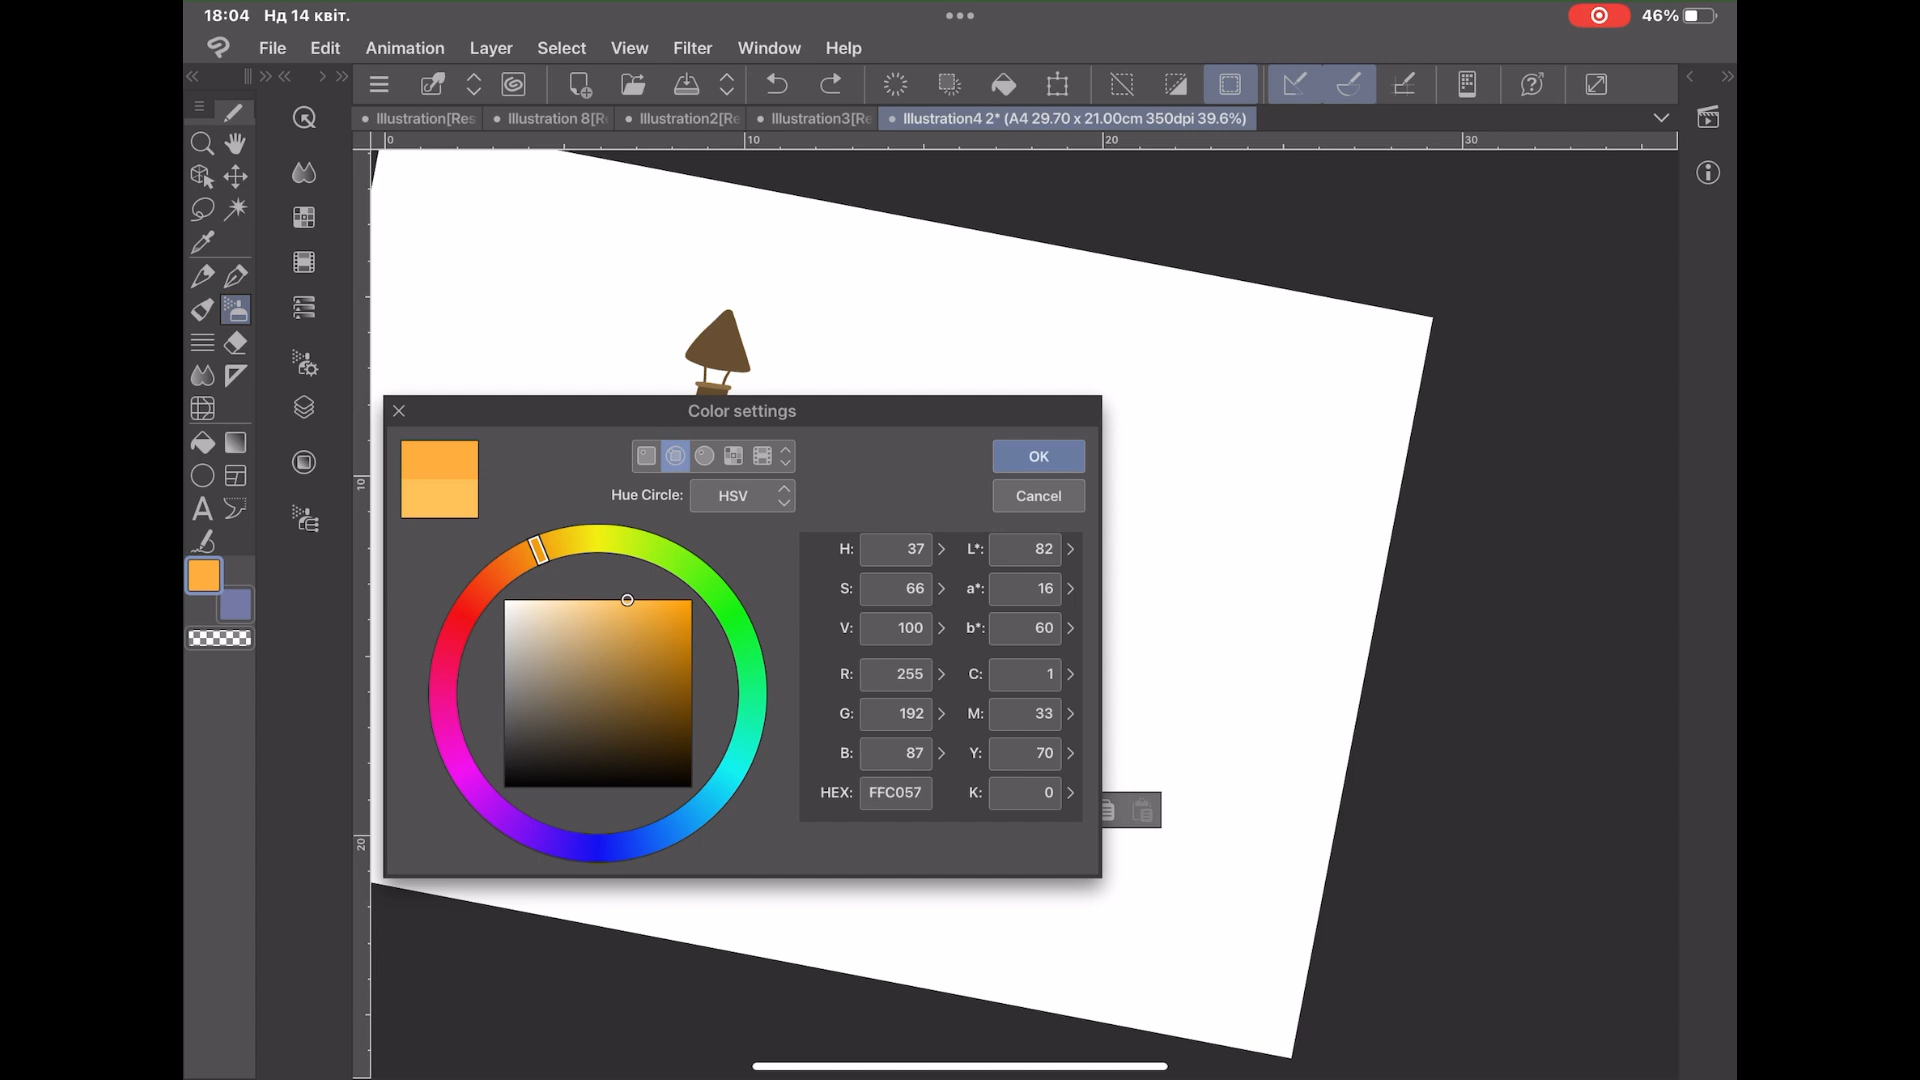 18:04 Нд 14 квіт. 46%
File Edit Animation Layer Select View Filter Window Help
Illustration[Res Illustration 8[R Illustration2[Re Illustration3[Re Illustration4 2* (A4 29.70 x 21.00cm 350dpi 39.6%)
0 10 20 30
Color settings
OK
Hue Circle: HSV Cancel
10
H: 37 L*: 82
S: 66 a*: 16
V: 100 b*: 60
R: 255 C: 1
G: 192 M: 33
B: 87 Y: 70
HEX: FFC057 K: 0
20